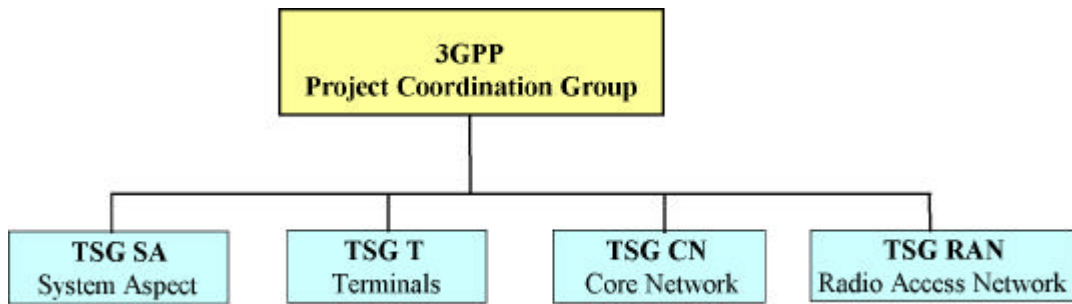 3GPP
Project Coordination Group
TSG SA
System Aspect
TSG T
Terminals
TSG CN
Core Network
TSG RAN
Radio Access Network